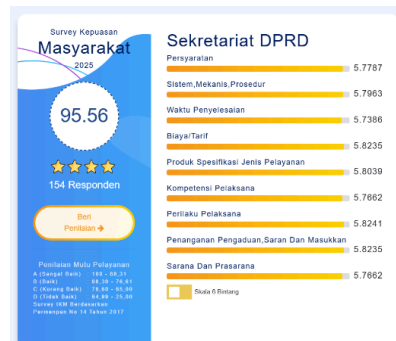 Survey Kepuasan
Masyarakat
2025
95.56
154 Responden
Beri
Penilaian →
Penilaian Mutu Pelayanan
A (Sangat Baik) : 100 - 88,31
B (Baik) : 88,30 - 76,61
C (Kurang Baik) : 76,60 - 65,00
D (Tidak Baik) : 64,99 - 25,00
Survey IKM Berdasarkan
Permenpan No 14 Tahun 2017
Sekretariat DPRD
Persyaratan
5.7787
Sistem,Mekanis,Prosedur
5.7963
Waktu Penyelesaian
5.7386
Biaya/Tarif
5.8235
Produk Spesifikasi Jenis Pelayanan
5.8039
Kompetensi Pelaksana
5.7662
Perilaku Pelaksana
5.8241
Penanganan Pengaduan,Saran Dan Masukkan
5.8235
Sarana Dan Prasarana
5.7662
Skala 6 Bintang